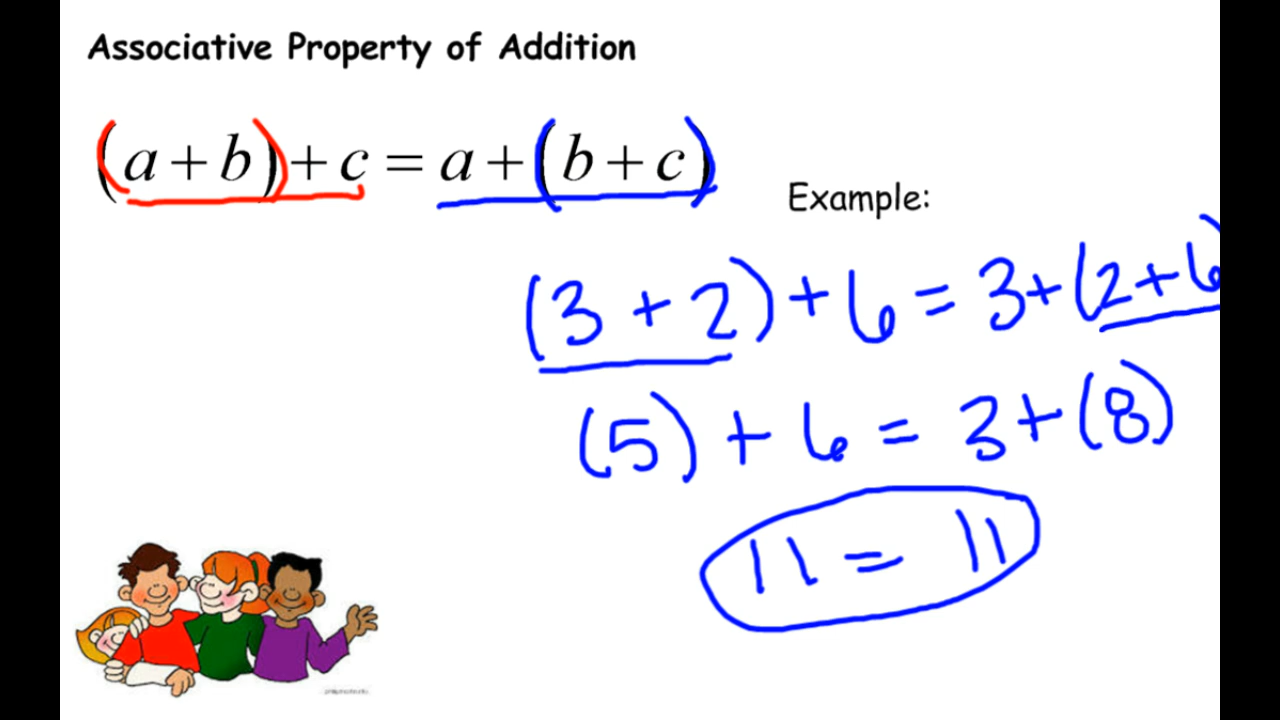 Associative Property of Addition
(a + b) + c = a + (b + c)
Example:
(3 + 2) + 6 = 3 + (2 + 6)
(5) + 6 = 3 + (8)
11 = 11